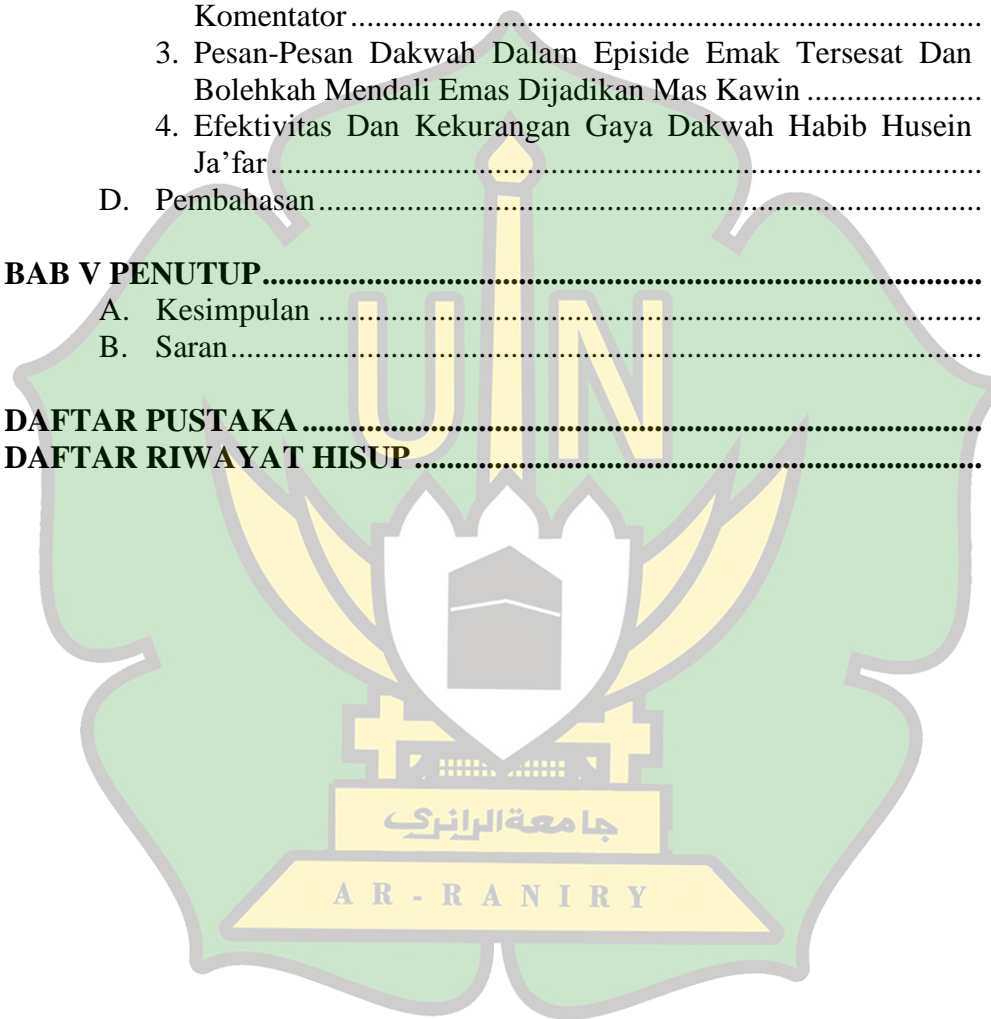 Komentator..........................................................................
3. Pesan-Pesan Dakwah Dalam Episide Emak Tersesat Dan
Bolehkah Mendali Emas Dijadikan Mas Kawin .....................
4. Efektivitas Dan Kekurangan Gaya Dakwah Habib Husein
Ja’far...................................................................................
D. Pembahasan..............................................................................
BAB V PENUTUP....................................................................................
A. Kesimpulan ..............................................................................
B. Saran.........................................................................................
DAFTAR PUSTAKA................................................................................
DAFTAR RIWAYAT HISUP....................................................................
UIN
جامعة الرانري
AR-RANIRY